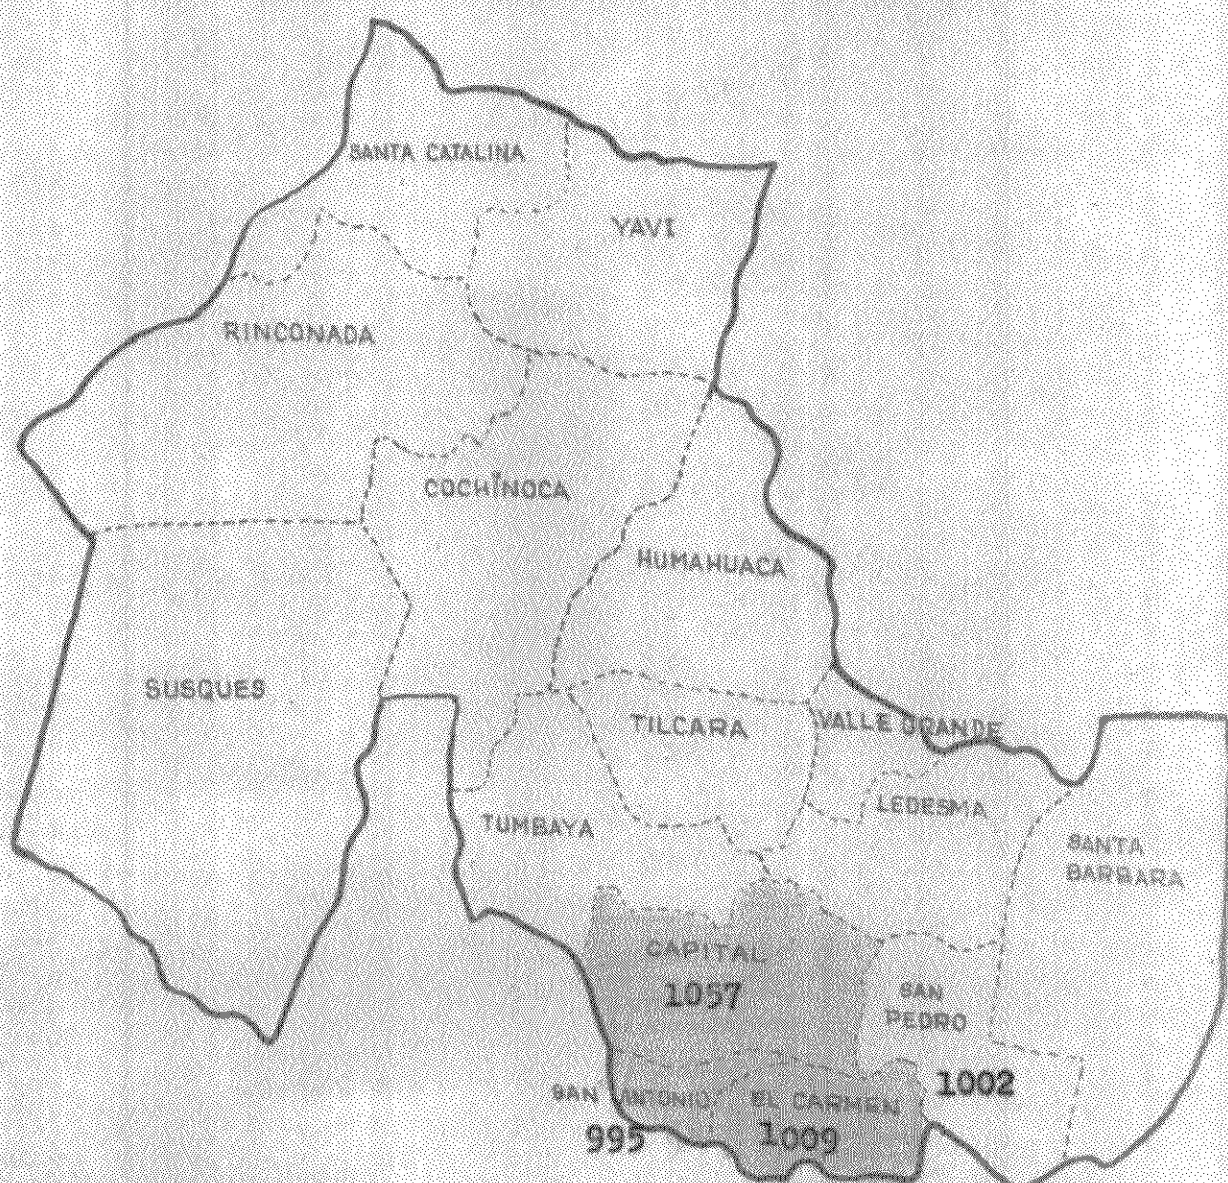 SANTA CATALINA
YAVI
RINCONADA
COCHINOCA
HUMAHUACA
SUSQUES
TILCARA
VALLE GRANDE
LEDESMA
TUMBAYA
SANTA
BARBARA
CAPITAL
1057
SAN
PEDRO
1002
SAN ANTONIO
995
EL CARMEN
1009